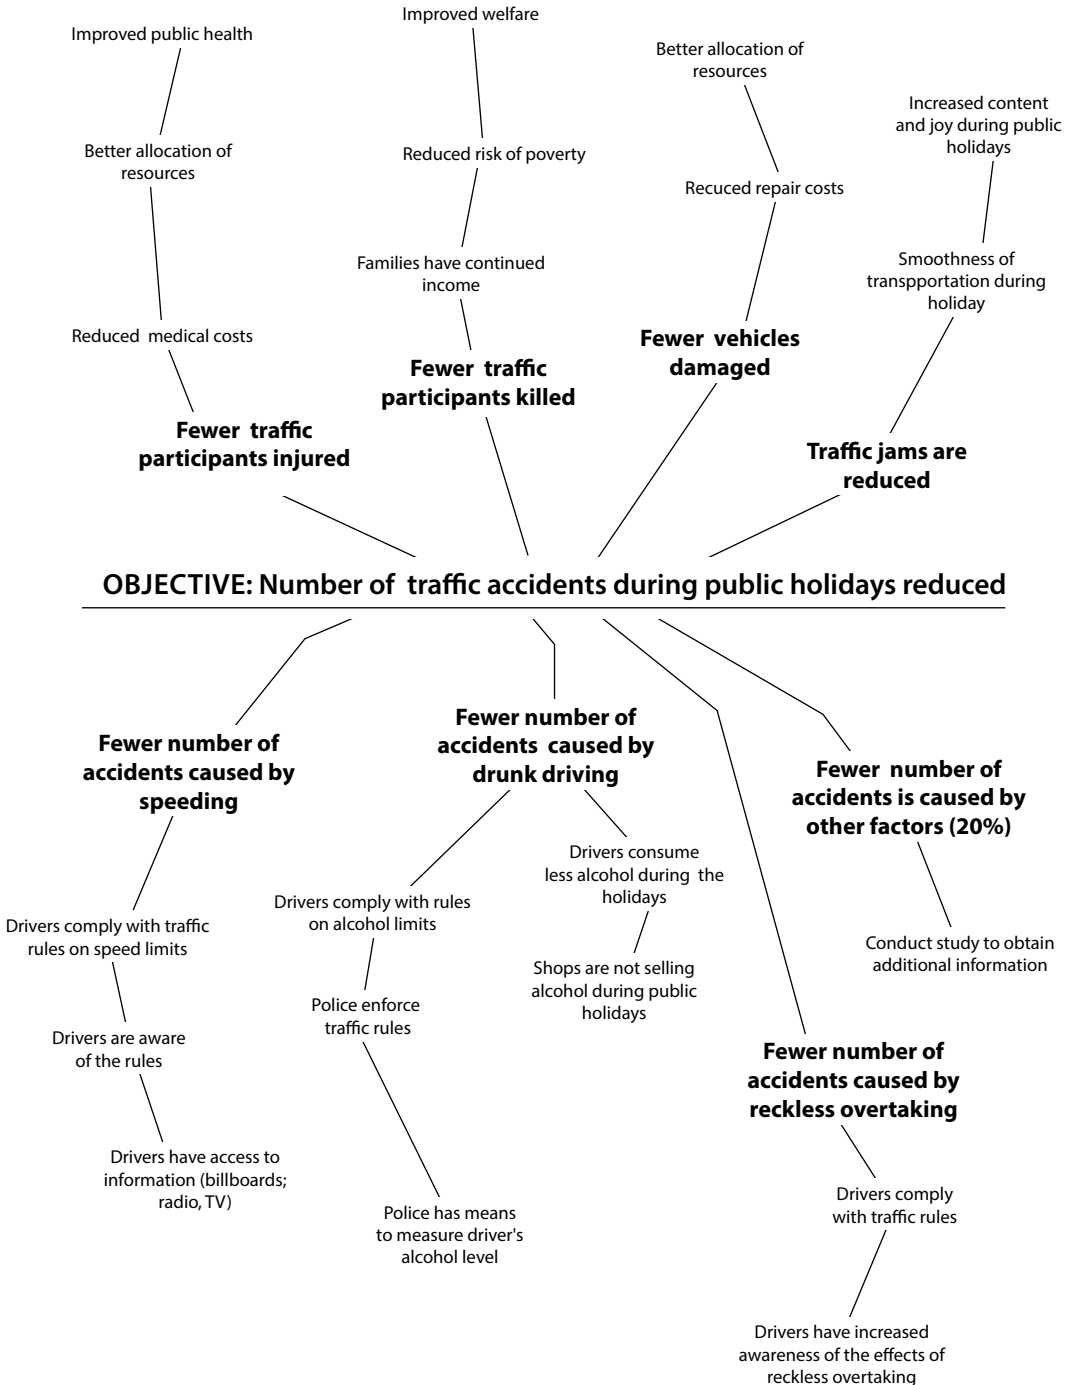 Improved public health
Improved welfare
Better allocation of
resources
Increased content
and joy during public
holidays
Better allocation of
resources
Reduced risk of poverty
Recuced repair costs
Families have continued
income
Smoothness of
transpportation during
holiday
Reduced medical costs
Fewer traffic
participants killed
Fewer vehicles
damaged
Fewer traffic
participants injured
Traffic jams are
reduced
OBJECTIVE: Number of traffic accidents during public holidays reduced
Fewer number of
accidents caused by
speeding
Fewer number of
accidents caused by
drunk driving
Fewer number of
accidents is caused by
other factors (20%)
Drivers consume
less alcohol during the
holidays
Drivers comply with traffic
rules on speed limits
Drivers comply with rules
on alcohol limits
Shops are not selling
alcohol during public
holidays
Conduct study to obtain
additional information
Drivers are aware
of the rules
Police enforce
traffic rules
Fewer number of
accidents caused by
reckless overtaking
Drivers have access to
information (billboards;
radio, TV)
Police has means
to measure driver's
alcohol level
Drivers comply
with traffic rules
Drivers have increased
awareness of the effects of
reckless overtaking